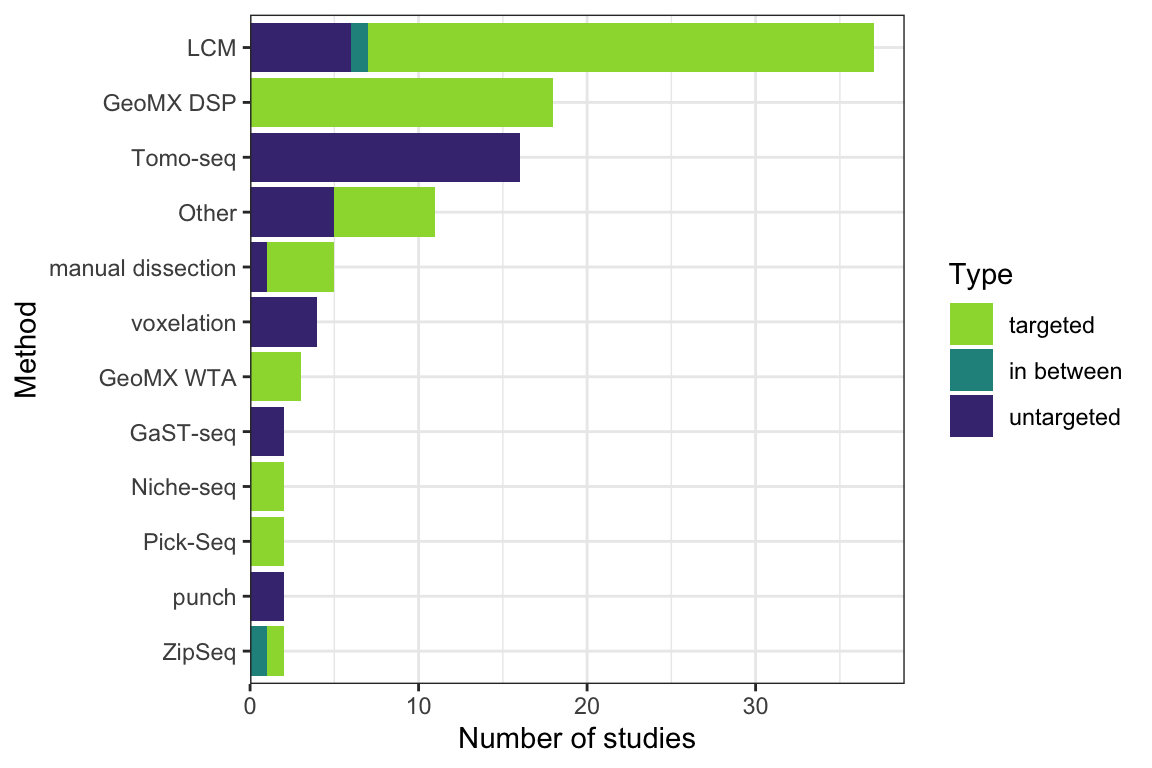 LCM
GeoMX DSP
Tomo-seq
Other
manual dissection
voxelation
GeoMX WTA
GaST-seq
Niche-seq
Pick-Seq
punch
ZipSeq
Method
0 10 20 30
Number of studies
Type
targeted
in between
untargeted